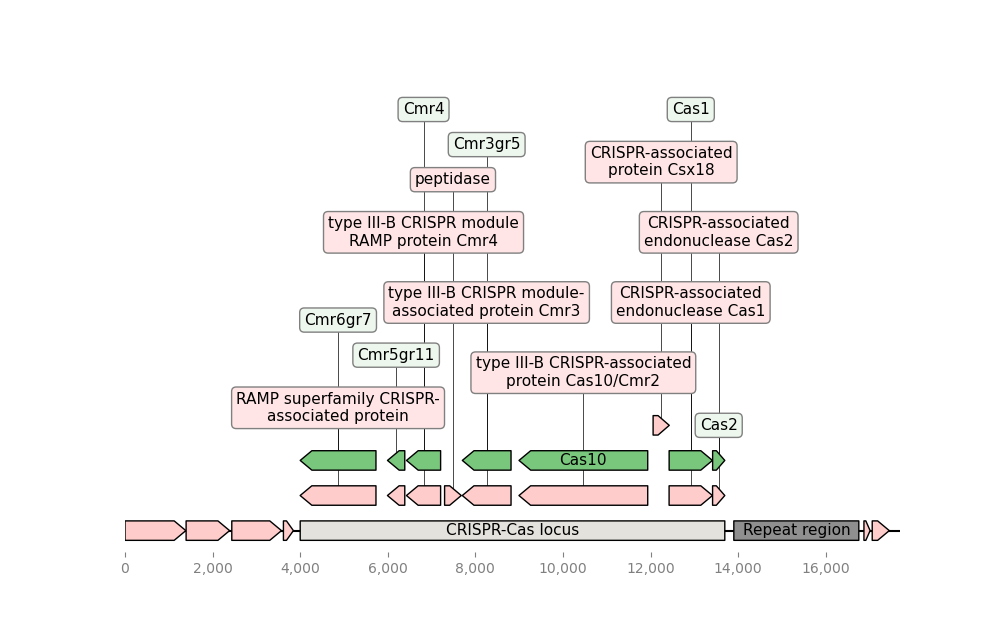 Cmr4
Cas1
Cmr3gr5
CRISPR-associated
protein Csx18
peptidase
type III-B CRISPR module
RAMP protein Cmr4
CRISPR-associated
endonuclease Cas2
type III-B CRISPR module-
associated protein Cmr3
CRISPR-associated
endonuclease Cas1
Cmr6gr7
Cmr5gr11
type III-B CRISPR-associated
protein Cas10/Cmr2
RAMP superfamily CRISPR-
associated protein
Cas2
Cas10
CRISPR-Cas locus
Repeat region
0 2,000 4,000 6,000 8,000 10,000 12,000 14,000 16,000